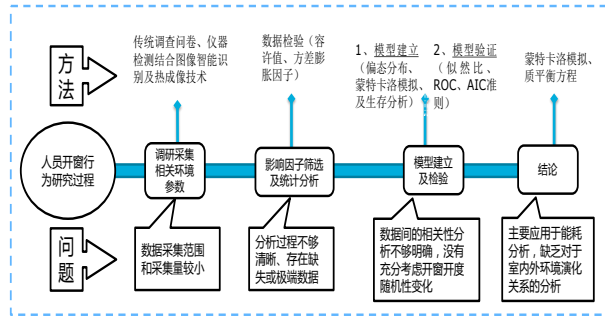 方
法
传统调查问卷、仪器
检测结合图像智能识
别及热成像技术
数据检验（容
许值、方差膨
胀因子）
1、模型建立
（偏态分布、
蒙特卡洛模拟、
及生存分析）
2、模型验证
（似然比、
ROC、AIC准
则）
蒙特卡洛模拟、
质平衡方程
人员开窗行
为研究过程
调研采集
相关环境
参数
影响因子筛选
及统计分析
模型建立
及检验
结论
问
题
数据采集范围
和采集量较小
分析过程不够
清晰、存在缺
失或极端数据
数据间的相关性分
析不够明确，没有
充分考虑开窗开度
随机性变化
主要应用于能耗
分析，缺乏对于
室内外环境演化
关系的分析